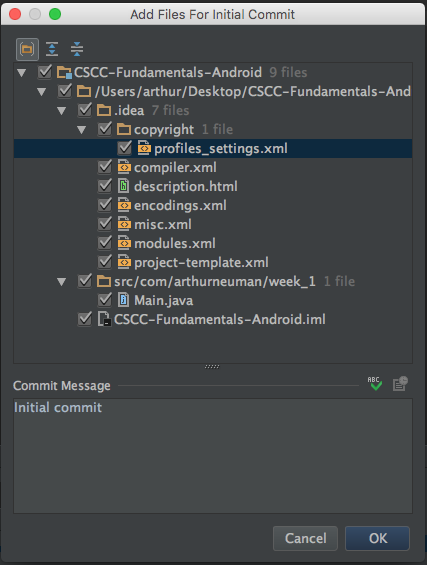 Add Files For Initial Commit
CSCC-Fundamentals-Android 9 files
/Users/arthur/Desktop/CSCC-Fundamentals-And
.idea 7 files
copyright 1 file
profiles_settings.xml
compiler.xml
description.html
encodings.xml
misc.xml
modules.xml
project-template.xml
src/com/arthurneuman/week_1 1 file
Main.java
CSCC-Fundamentals-Android.iml
Commit Message
ABC
Initial commit
Cancel OK